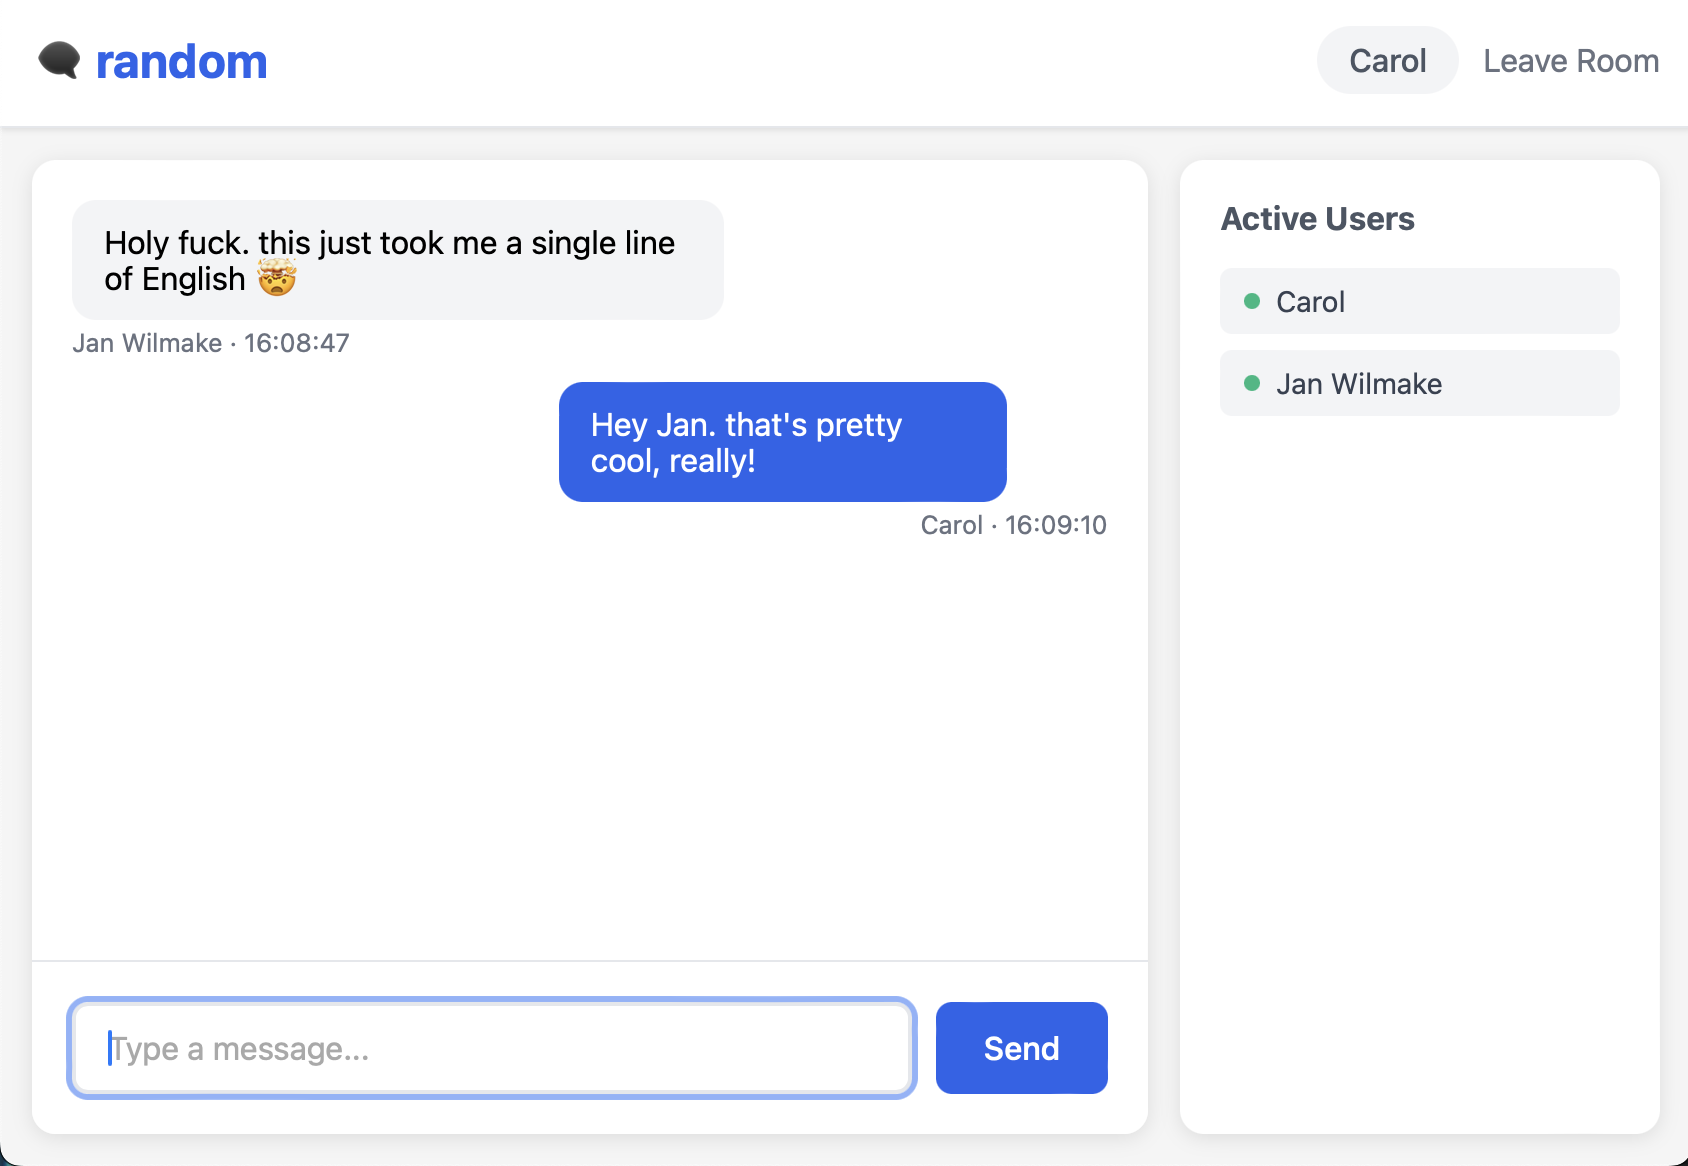 🗨 random
Carol
Leave Room
Holy fuck. this just took me a single line
of English 🤯
Jan Wilmake · 16:08:47
Hey Jan. that's pretty
cool, really!
Carol · 16:09:10
Type a message...
Send
Active Users
Carol
Jan Wilmake